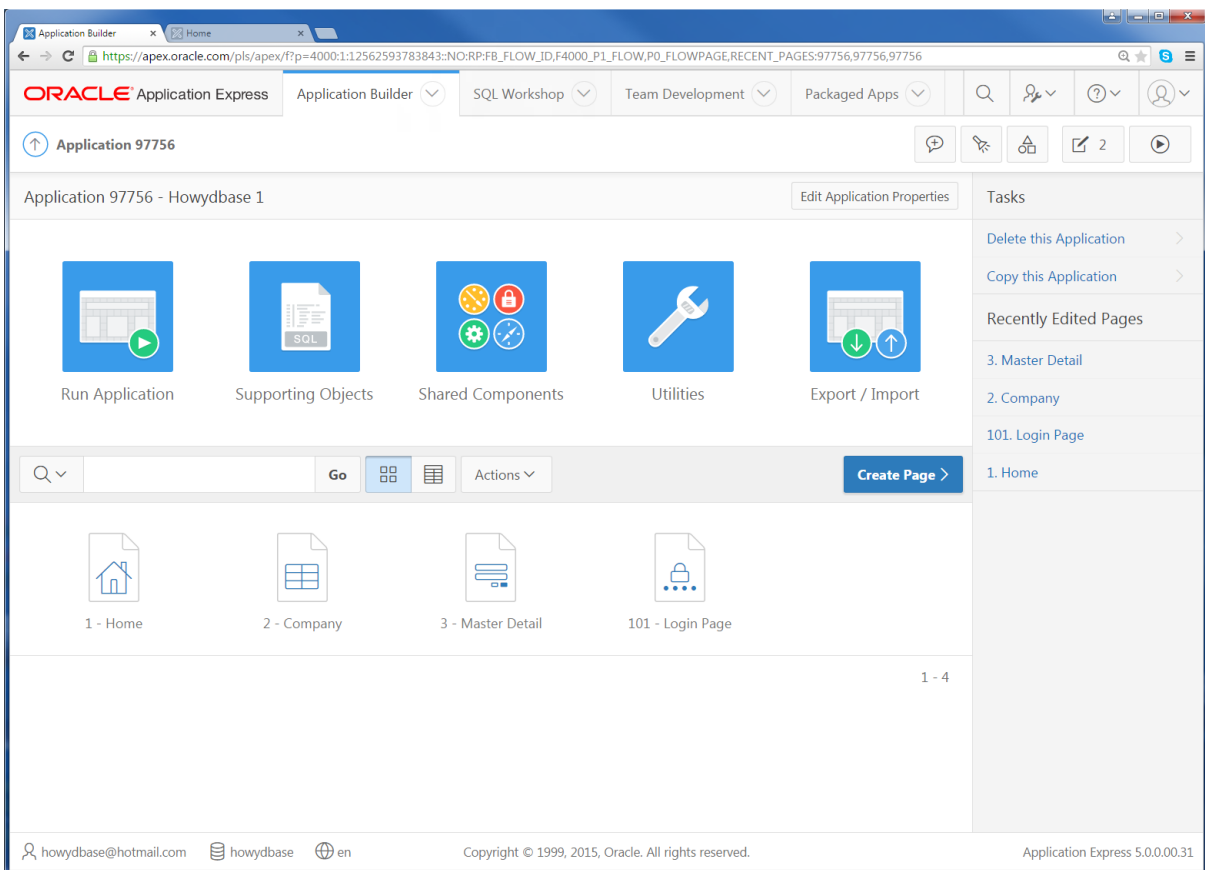 Application Builder
Home
https://apex.oracle.com/pls/apex/f?p=4000:1:12562593783843::NO:RP:FB_FLOW_ID,F4000_P1_FLOW,P0_FLOWPAGE,RECENT_PAGES:97756,97756,97756
ORACLE Application Express Application Builder SQL Workshop Team Development Packaged Apps
Application 97756
2
Application 97756 - Howydbase 1
Edit Application Properties
SQL
Run Application Supporting Objects Shared Components Utilities Export / Import
Go Actions Create Page
1 - Home 2 - Company 3 - Master Detail 101 - Login Page
1 - 4
Tasks
Delete this Application
Copy this Application
Recently Edited Pages
3. Master Detail
2. Company
101. Login Page
1. Home
howydbase@hotmail.com howydbase en Copyright © 1999, 2015, Oracle. All rights reserved. Application Express 5.0.0.00.31